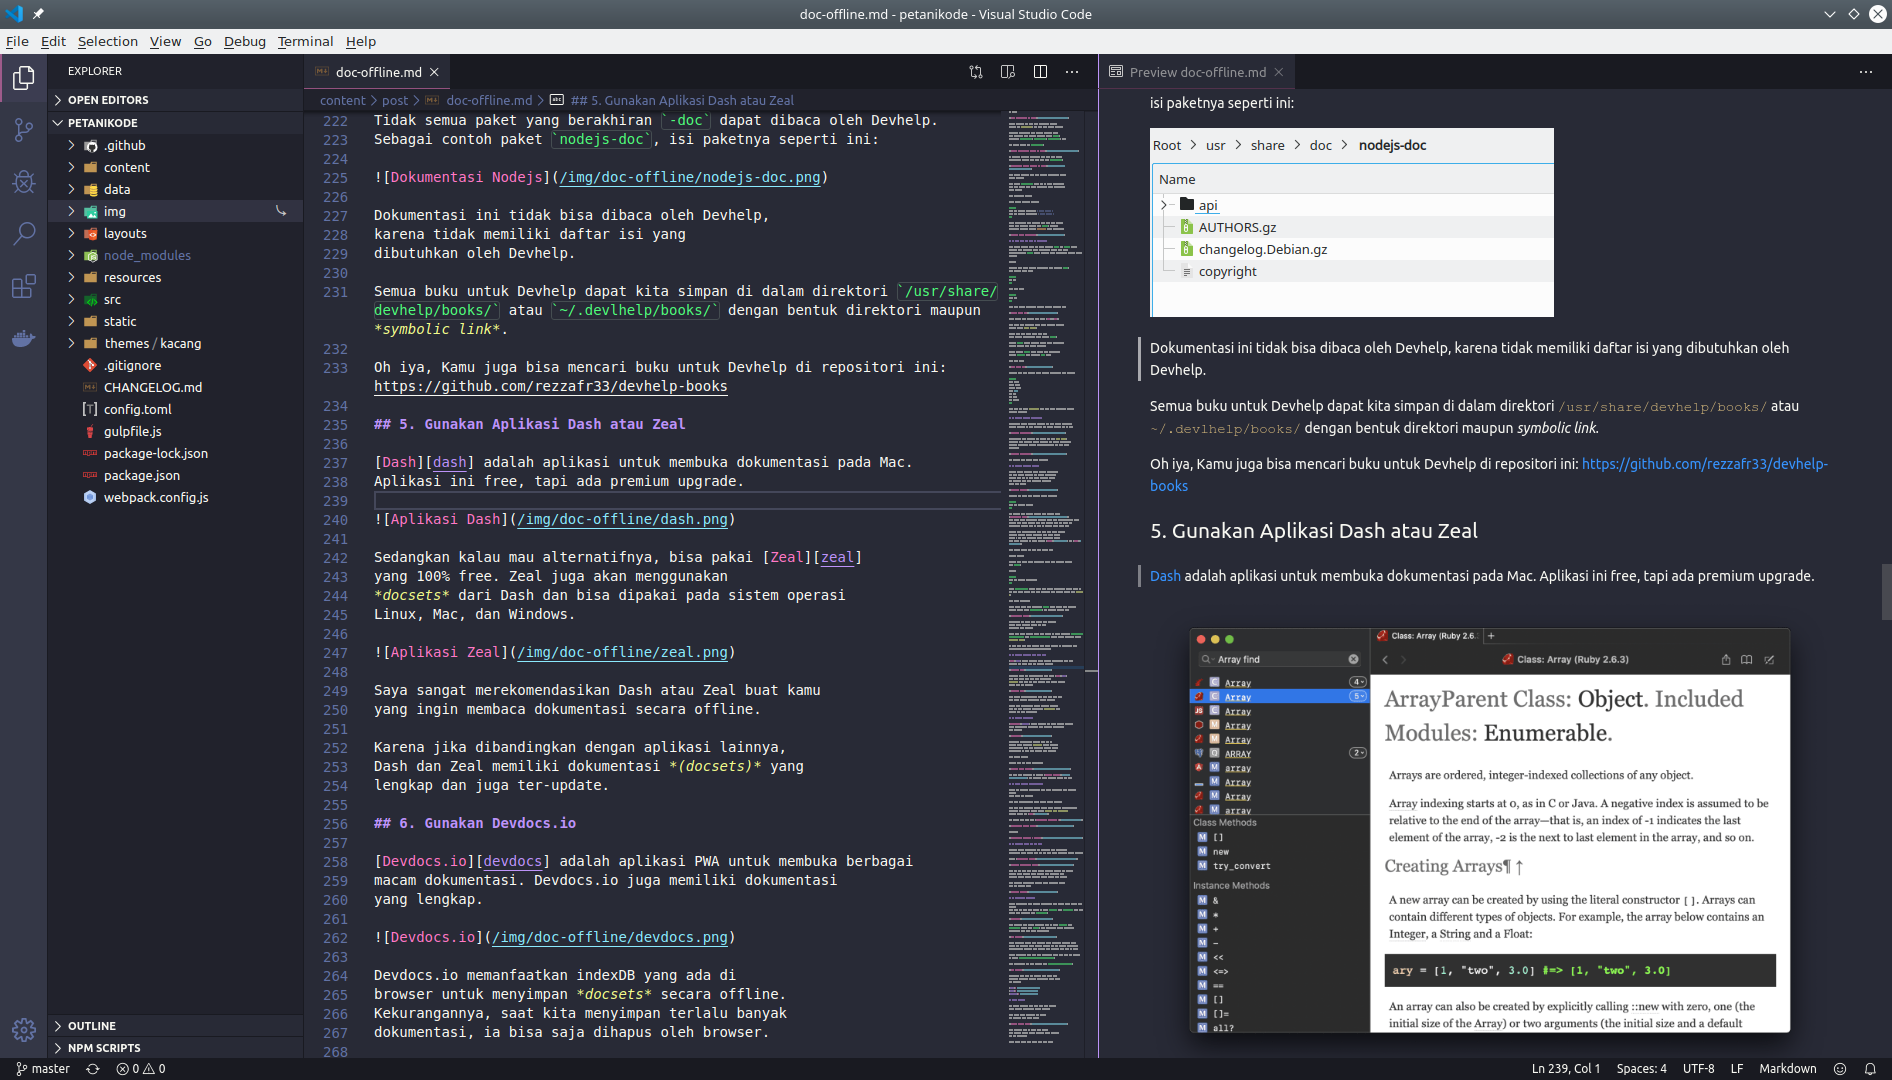 doc-offline.md - petanikode - Visual Studio Code
File Edit Selection View Go Debug Terminal Help
EXPLORER
OPEN EDITORS
PETANIKODE
.github
content
data
img
layouts
node_modules
resources
src
static
themes / kacang
.gitignore
CHANGELOG.md
config.toml
gulpfile.js
package-lock.json
package.json
webpack.config.js
OUTLINE
NPM SCRIPTS
doc-offline.md
content > post > doc-offline.md > ## 5. Gunakan Aplikasi Dash atau Zeal
222 Tidak semua paket yang berakhiran `-doc` dapat dibaca oleh Devhelp.
223 Sebagai contoh paket `nodejs-doc`, isi paketnya seperti ini:
224
225 ![Dokumentasi Nodejs](/img/doc-offline/nodejs-doc.png)
226
227 Dokumentasi ini tidak bisa dibaca oleh Devhelp,
228 karena tidak memiliki daftar isi yang
229 dibutuhkan oleh Devhelp.
230
231 Semua buku untuk Devhelp dapat kita simpan di dalam direktori `/usr/share/
devhelp/books/` atau `~/.devlhelp/books/` dengan bentuk direktori maupun
*symbolic link*.
232
233 Oh iya, Kamu juga bisa mencari buku untuk Devhelp di repositori ini:
https://github.com/rezzafr33/devhelp-books
234
235 ## 5. Gunakan Aplikasi Dash atau Zeal
236
237 [Dash][dash] adalah aplikasi untuk membuka dokumentasi pada Mac.
238 Aplikasi ini free, tapi ada premium upgrade.
239
240 ![Aplikasi Dash](/img/doc-offline/dash.png)
241
242 Sedangkan kalau mau alternatifnya, bisa pakai [Zeal][zeal]
243 yang 100% free. Zeal juga akan menggunakan
244 *docsets* dari Dash dan bisa dipakai pada sistem operasi
245 Linux, Mac, dan Windows.
246
247 ![Aplikasi Zeal](/img/doc-offline/zeal.png)
248
249 Saya sangat merekomendasikan Dash atau Zeal buat kamu
250 yang ingin membaca dokumentasi secara offline.
251
252 Karena jika dibandingkan dengan aplikasi lainnya,
253 Dash dan Zeal memiliki dokumentasi *(docsets)* yang
254 lengkap dan juga ter-update.
255
256 ## 6. Gunakan Devdocs.io
257
258 [Devdocs.io][devdocs] adalah aplikasi PWA untuk membuka berbagai
259 macam dokumentasi. Devdocs.io juga memiliki dokumentasi
260 yang lengkap.
261
262 ![Devdocs.io](/img/doc-offline/devdocs.png)
263
264 Devdocs.io memanfaatkan indexDB yang ada di
265 browser untuk menyimpan *docsets* secara offline.
266 Kekurangannya, saat kita menyimpan terlalu banyak
267 dokumentasi, ia bisa saja dihapus oleh browser.
268
Preview doc-offline.md
isi paketnya seperti ini:
Root > usr > share > doc > nodejs-doc
Name
api
AUTHORS.gz
changelog.Debian.gz
copyright
Dokumentasi ini tidak bisa dibaca oleh Devhelp, karena tidak memiliki daftar isi yang dibutuhkan oleh
Devhelp.
Semua buku untuk Devhelp dapat kita simpan di dalam direktori /usr/share/devhelp/books/ atau
~/.devlhelp/books/ dengan bentuk direktori maupun symbolic link.
Oh iya, Kamu juga bisa mencari buku untuk Devhelp di repositori ini: https://github.com/rezzafr33/devhelp-
books
5. Gunakan Aplikasi Dash atau Zeal
Dash adalah aplikasi untuk membuka dokumentasi pada Mac. Aplikasi ini free, tapi ada premium upgrade.
Array find
C Array 4
C Array 5
JS C Array
M Array
M Array
ARRAY 2
M array
M Array
M Array
M Array
Class Methods
M []
M new
M try_convert
Instance Methods
M &
M *
M +
M -
M <<
M <=>
M ==
M []
M []=
M all?
Class: Array (Ruby 2.6. +
Class: Array (Ruby 2.6.3)
ArrayParent Class: Object. Included
Modules: Enumerable.
Arrays are ordered, integer-indexed collections of any object.
Array indexing starts at 0, as in C or Java. A negative index is assumed to be
relative to the end of the array—that is, an index of -1 indicates the last
element of the array, -2 is the next to last element in the array, and so on.
Creating Arrays¶ ↑
A new array can be created by using the literal constructor []. Arrays can
contain different types of objects. For example, the array below contains an
Integer, a String and a Float:
ary = [1, "two", 3.0] #=> [1, "two", 3.0]
An array can also be created by explicitly calling ::new with zero, one (the
initial size of the Array) or two arguments (the initial size and a default
master 0 0
Ln 239, Col 1 Spaces: 4 UTF-8 LF Markdown